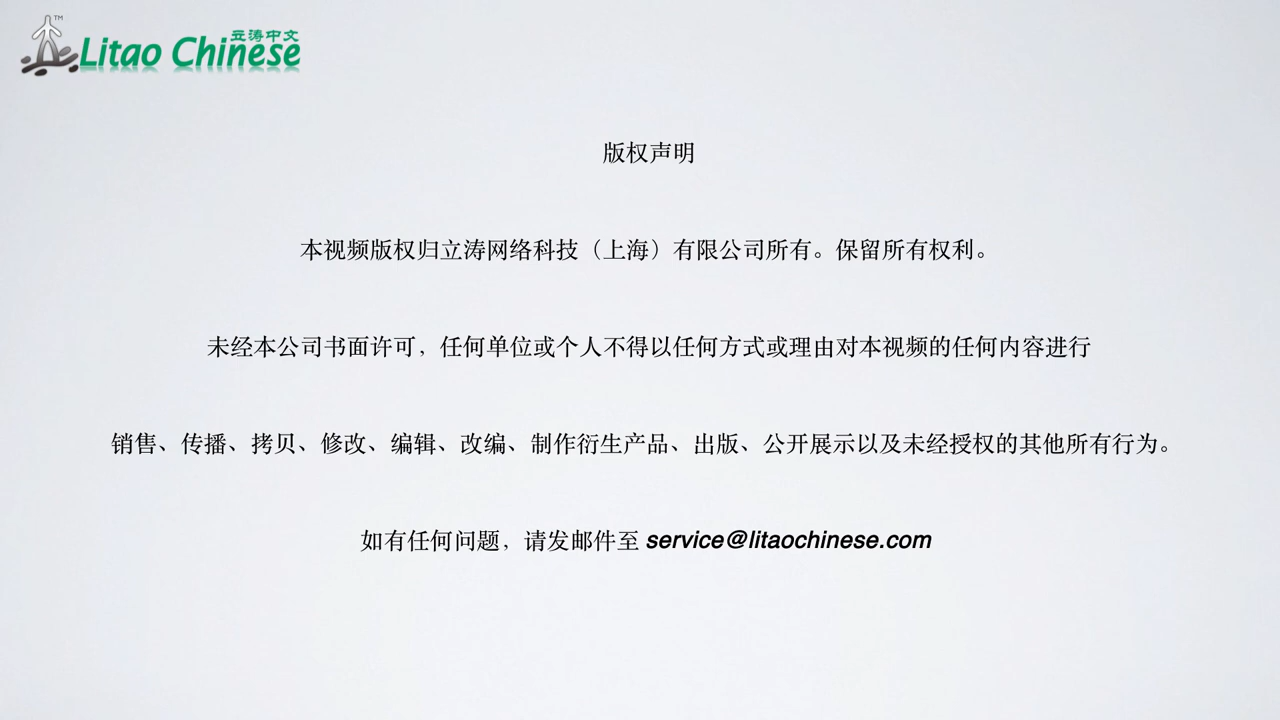 立涛中文
Litao Chinese
TM
版权声明
本视频版权归立涛网络科技（上海）有限公司所有。保留所有权利。
未经本公司书面许可，任何单位或个人不得以任何方式或理由对本视频的任何内容进行
销售、传播、拷贝、修改、编辑、改编、制作衍生产品、出版、公开展示以及未经授权的其他所有行为。
如有任何问题，请发邮件至 service@litaochinese.com